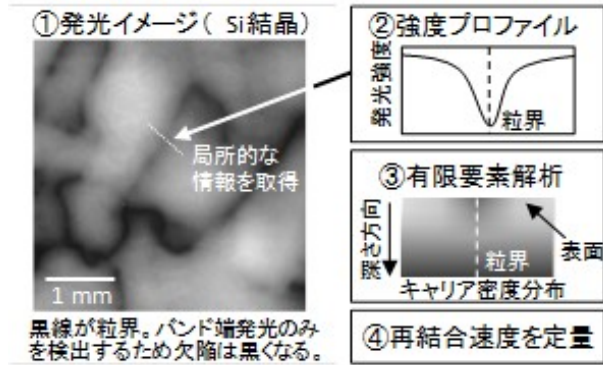 ①発光イメージ( Si結晶)
局所的な
情報を取得
1 mm
黒線が粒界。バンド端発光のみ
を検出するため欠陥は黒くなる。
②強度プロファイル
発光強度
粒界
③有限要素解析
深さ方向
粒界
表面
キャリア密度分布
④再結合速度を定量